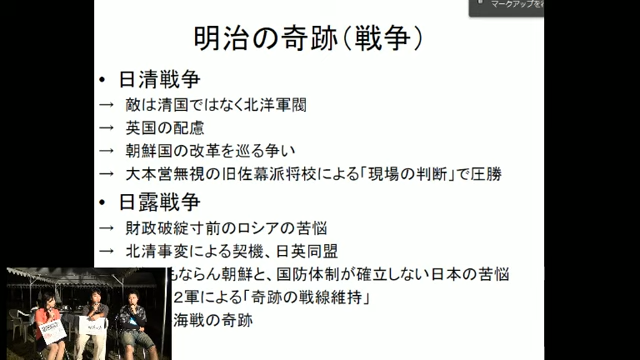 マークアップを
明治の奇跡(戦争)
• 日清戦争
→ 敵は清国ではなく北洋軍閥
→ 英国の配慮
→ 朝鮮国の改革を巡る争い
→ 大本営無視の旧佐幕派将校による「現場の判断」で圧勝
• 日露戦争
→ 財政破綻寸前のロシアの苦悩
→ 北清事変による契機、日英同盟
もならん朝鮮と、国防体制が確立しない日本の苦悩
2軍による「奇跡の戦線維持」
海戦の奇跡